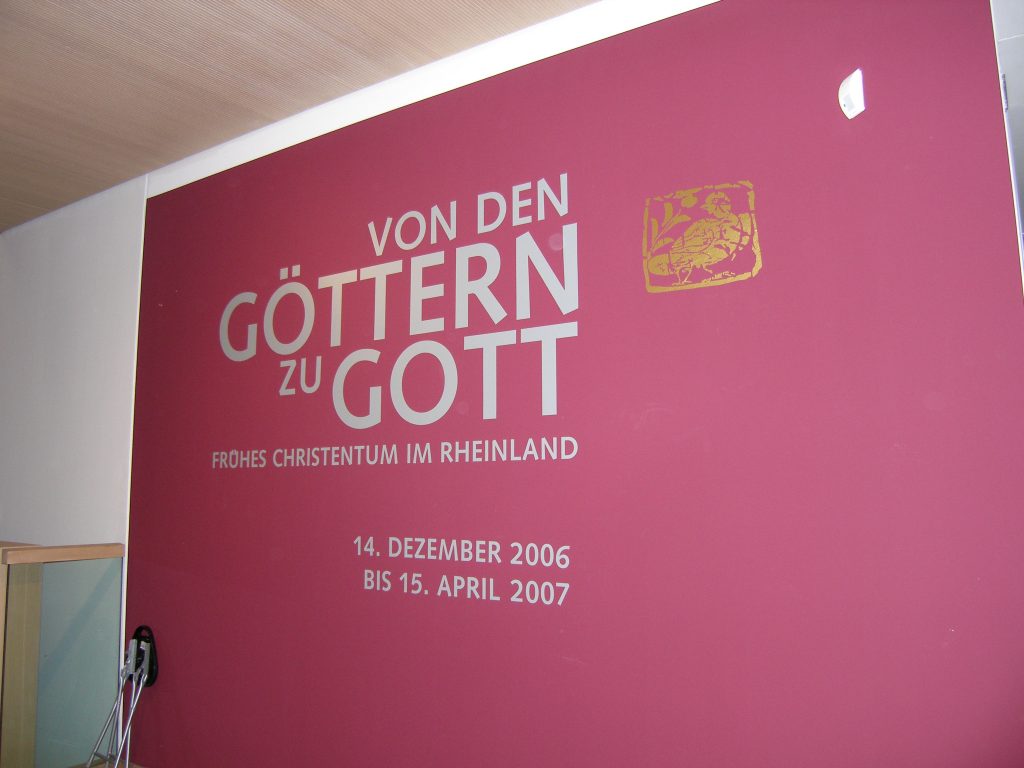 VON DEN
GÖTTERN
ZU GOTT
FRÜHES CHRISTENTUM IM RHEINLAND
14. DEZEMBER 2006
BIS 15. APRIL 2007